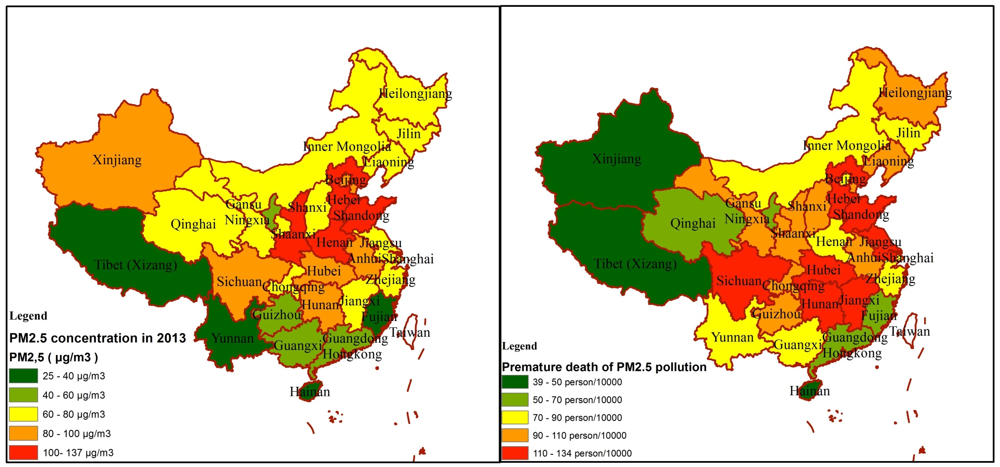 Heilongjiang
Jilin
Inner Mongolia
Xinjiang
Liaoning
Beijing
Hebei
Gansu
Shanxi
Shandong
Qinghai
Ningxia
Shaanxi
Henan
Jiangsu
Anhui
Shanghai
Tibet (Xizang)
Hubei
Sichuan
Zhejiang
Chongqing
Jiangxi
Hunan
Guizhou
Fujian
Taiwan
Yunnan
Guangdong
Guangxi
Hongkong
Hainan
Legend
PM2.5 concentration in 2013
PM2,5 ( µg/m3 )
25 - 40 µg/m3
40 - 60 µg/m3
60 - 80 µg/m3
80 - 100 µg/m3
100- 137 µg/m3
Heilongjiang
Jilin
Inner Mongolia
Xinjiang
Liaoning
Beijing
Hebei
Gansu
Shanxi
Shandong
Qinghai
Ningxia
Shaanxi
Henan
Jiangsu
Anhui
Shanghai
Tibet (Xizang)
Hubei
Sichuan
Zhejiang
Chongqing
Jiangxi
Hunan
Guizhou
Fujian
Taiwan
Yunnan
Guangdong
Guangxi
Hongkong
Hainan
Legend
Premature death of PM2.5 pollution
39 - 50 person/10000
50 - 70 person/10000
70 - 90 person/10000
90 - 110 person/10000
110 - 134 person/10000